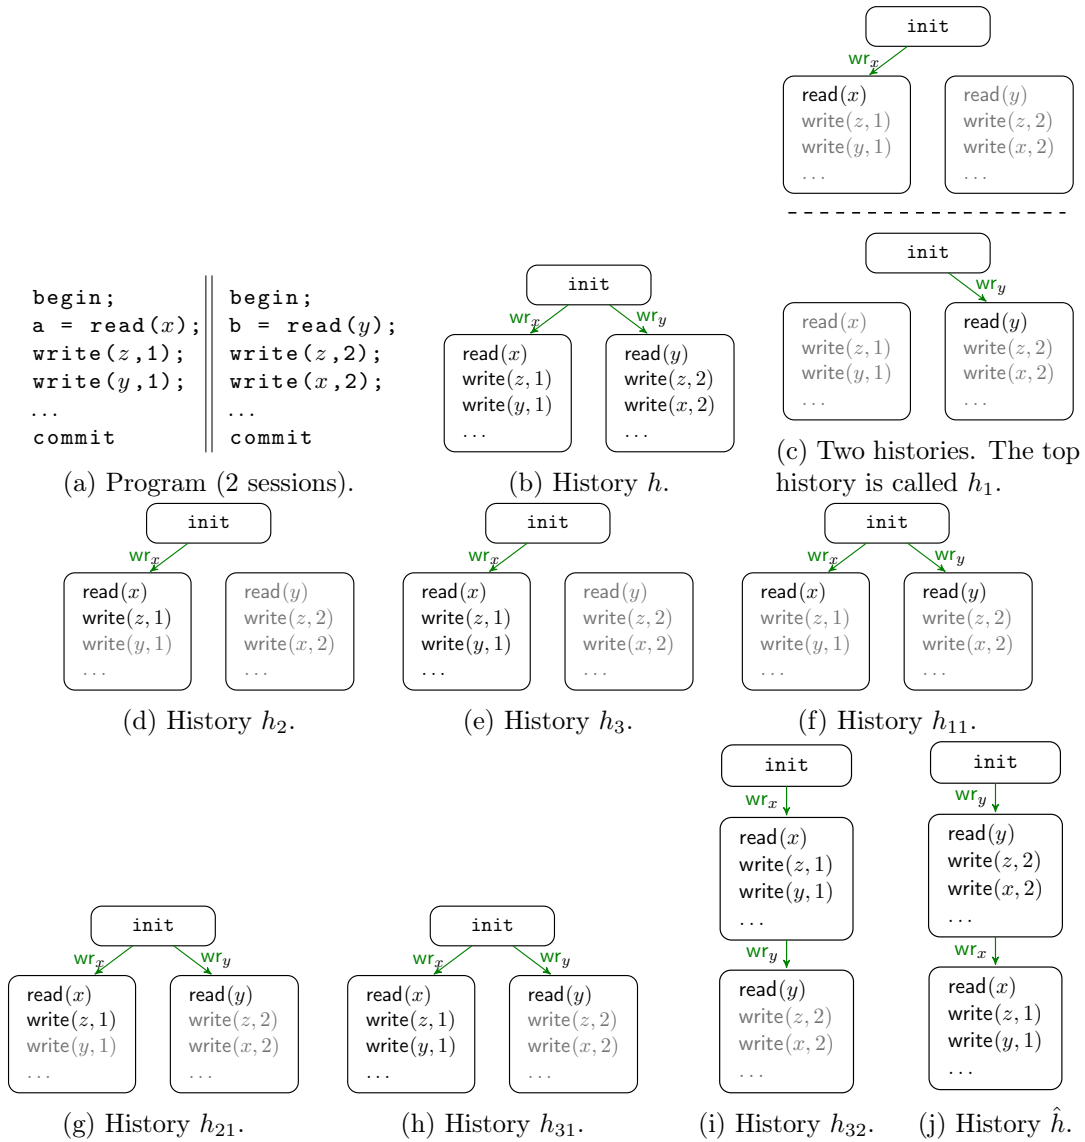 init
wr_x
read(x)
write(z, 1)
write(y, 1)
...
read(y)
write(z, 2)
write(x, 2)
...
init
wr_y
read(x)
write(z, 1)
write(y, 1)
...
read(y)
write(z, 2)
write(x, 2)
...
(c) Two histories. The top
history is called h_1.
begin;
a = read(x);
write(z,1);
write(y,1);
...
commit
begin;
b = read(y);
write(z,2);
write(x,2);
...
commit
(a) Program (2 sessions).
init
wr_x
wr_y
read(x)
write(z, 1)
write(y, 1)
...
read(y)
write(z, 2)
write(x, 2)
...
(b) History h.
init
wr_x
read(x)
write(z, 1)
write(y, 1)
...
read(y)
write(z, 2)
write(x, 2)
...
(d) History h_2.
init
wr_x
read(x)
write(z, 1)
write(y, 1)
...
read(y)
write(z, 2)
write(x, 2)
...
(e) History h_3.
init
wr_x
wr_y
read(x)
write(z, 1)
write(y, 1)
...
read(y)
write(z, 2)
write(x, 2)
...
(f) History h_11.
init
wr_x
wr_y
read(x)
write(z, 1)
write(y, 1)
...
read(y)
write(z, 2)
write(x, 2)
...
(g) History h_21.
init
wr_x
wr_y
read(x)
write(z, 1)
write(y, 1)
...
read(y)
write(z, 2)
write(x, 2)
...
(h) History h_31.
init
wr_x
read(x)
write(z, 1)
write(y, 1)
...
wr_y
read(y)
write(z, 2)
write(x, 2)
...
(i) History h_32.
init
wr_y
read(y)
write(z, 2)
write(x, 2)
...
wr_x
read(x)
write(z, 1)
write(y, 1)
...
(j) History ĥ.